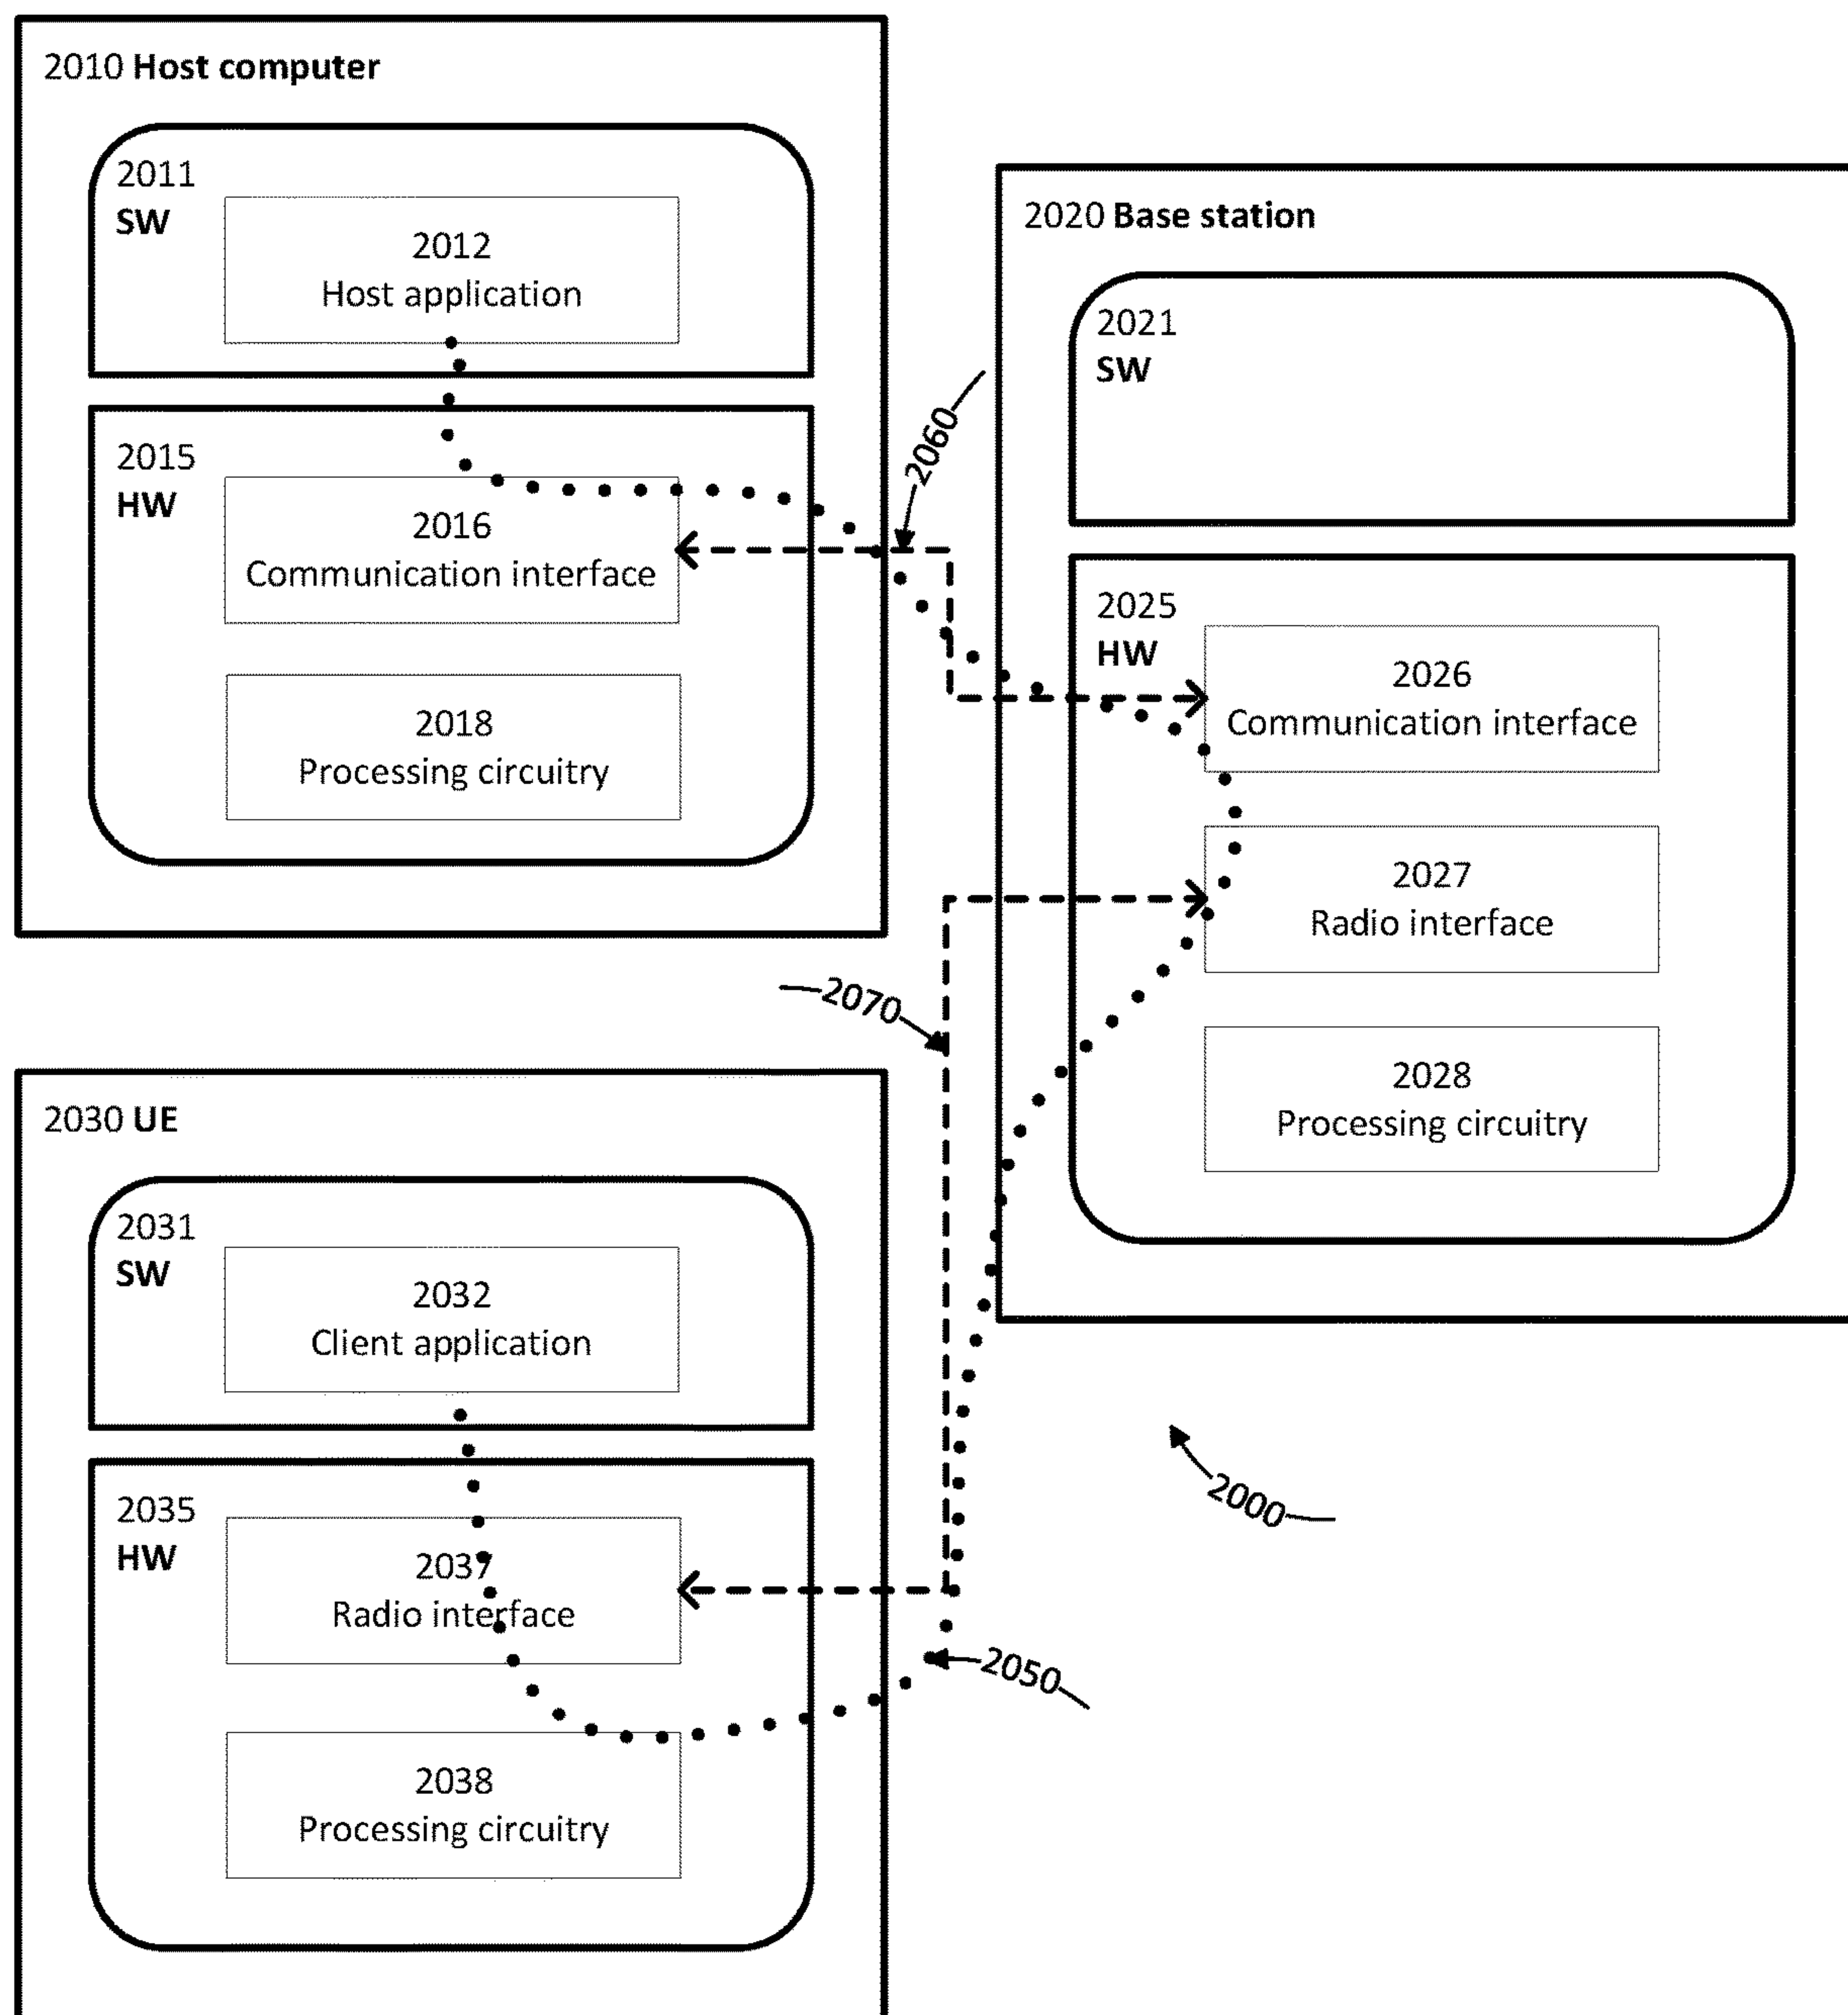 2010 Host computer
2011
SW
2012
Host application
2015
HW
2016
Communication interface
2018
Processing circuitry
2060
2020 Base station
2021
SW
2025
HW
2026
Communication interface
2027
Radio interface
2028
Processing circuitry
2070
2030 UE
2031
SW
2032
Client application
2035
HW
2037
Radio interface
2038
Processing circuitry
2050
2000